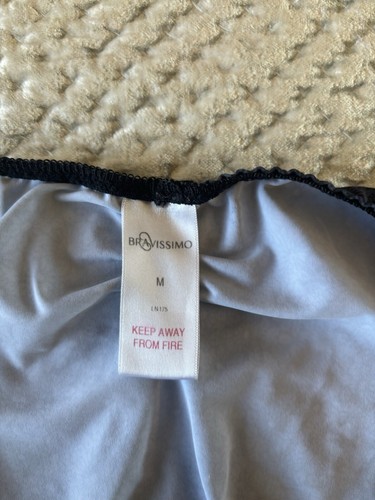 BRAVISSIMO
M
LN175
KEEP AWAY
FROM FIRE